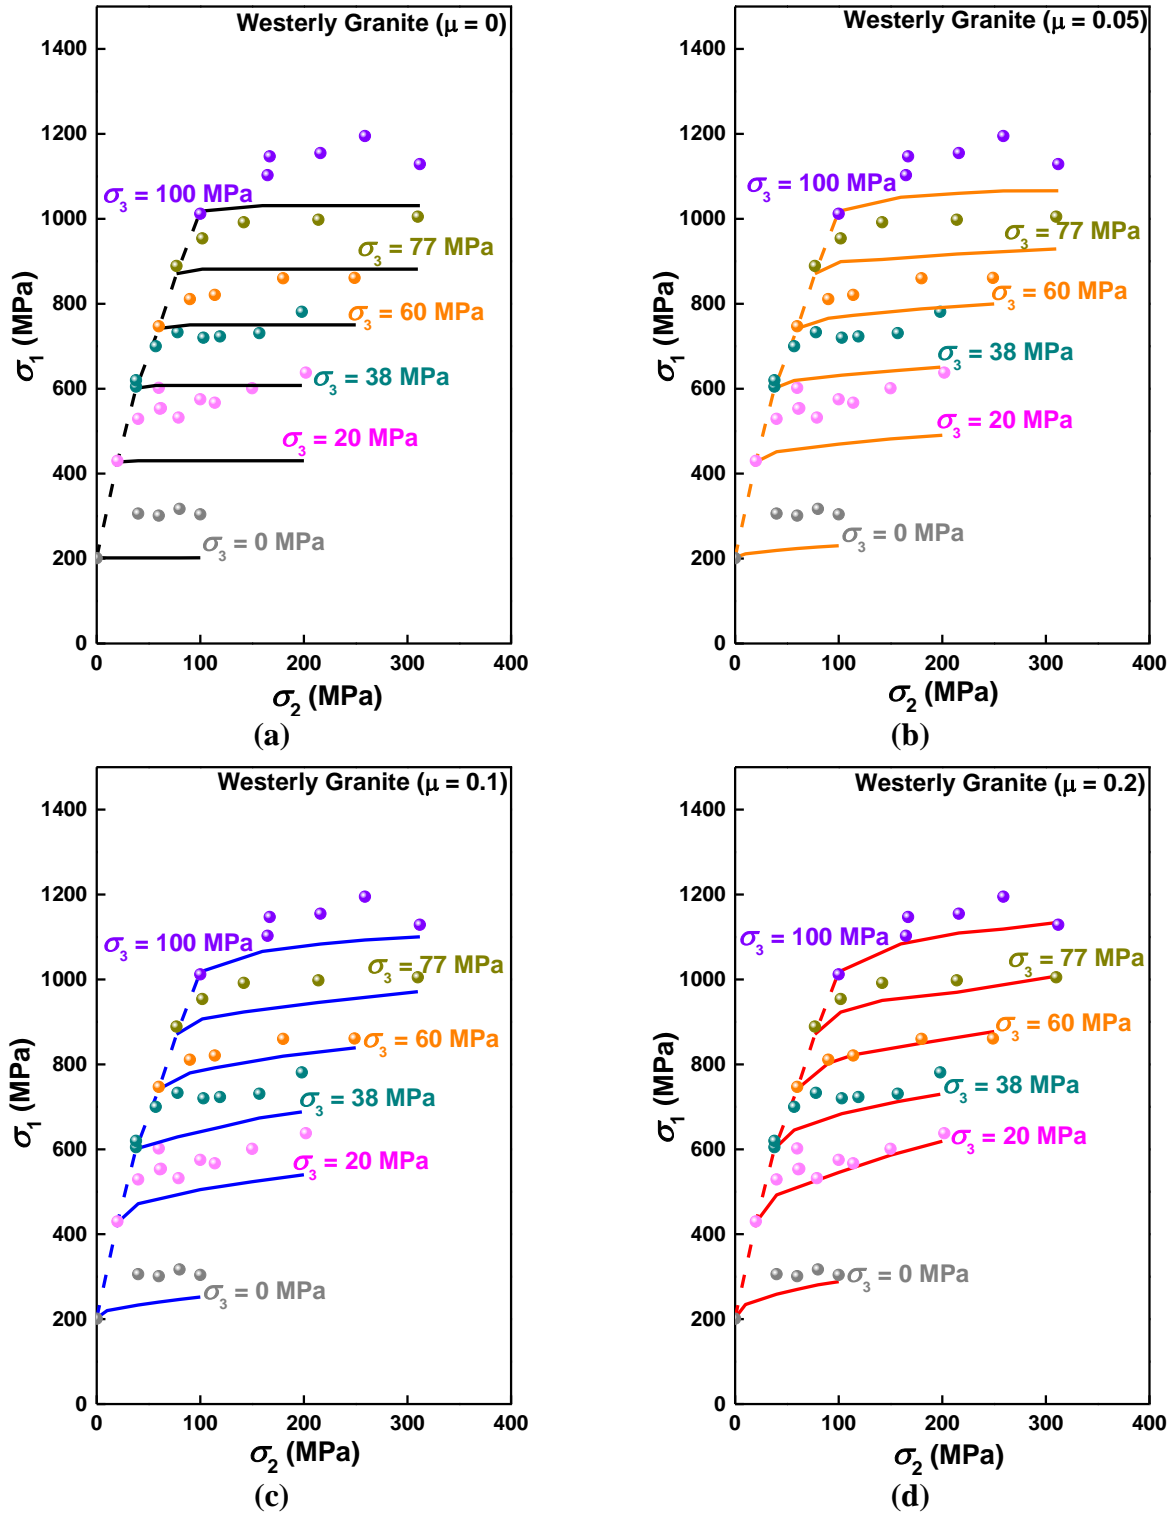 Westerly Granite (μ = 0)
1400
1200
σ3 = 100 MPa
1000
σ3 = 77 MPa
800
σ3 = 60 MPa
600
σ3 = 38 MPa
σ3 = 20 MPa
400
σ3 = 0 MPa
200
0
σ1 (MPa)
0 100 200 300 400
σ2 (MPa)
(a)
Westerly Granite (μ = 0.05)
1400
1200
σ3 = 100 MPa
1000
σ3 = 77 MPa
800
σ3 = 60 MPa
σ3 = 38 MPa
600
σ3 = 20 MPa
400
σ3 = 0 MPa
200
0
σ1 (MPa)
0 100 200 300 400
σ2 (MPa)
(b)
Westerly Granite (μ = 0.1)
1400
1200
σ3 = 100 MPa
σ3 = 77 MPa
1000
σ3 = 60 MPa
800
σ3 = 38 MPa
600
σ3 = 20 MPa
400
σ3 = 0 MPa
200
0
σ1 (MPa)
0 100 200 300 400
σ2 (MPa)
(c)
Westerly Granite (μ = 0.2)
1400
1200
σ3 = 100 MPa
σ3 = 77 MPa
1000
σ3 = 60 MPa
800
σ3 = 38 MPa
600
σ3 = 20 MPa
400
σ3 = 0 MPa
200
0
σ1 (MPa)
0 100 200 300 400
σ2 (MPa)
(d)